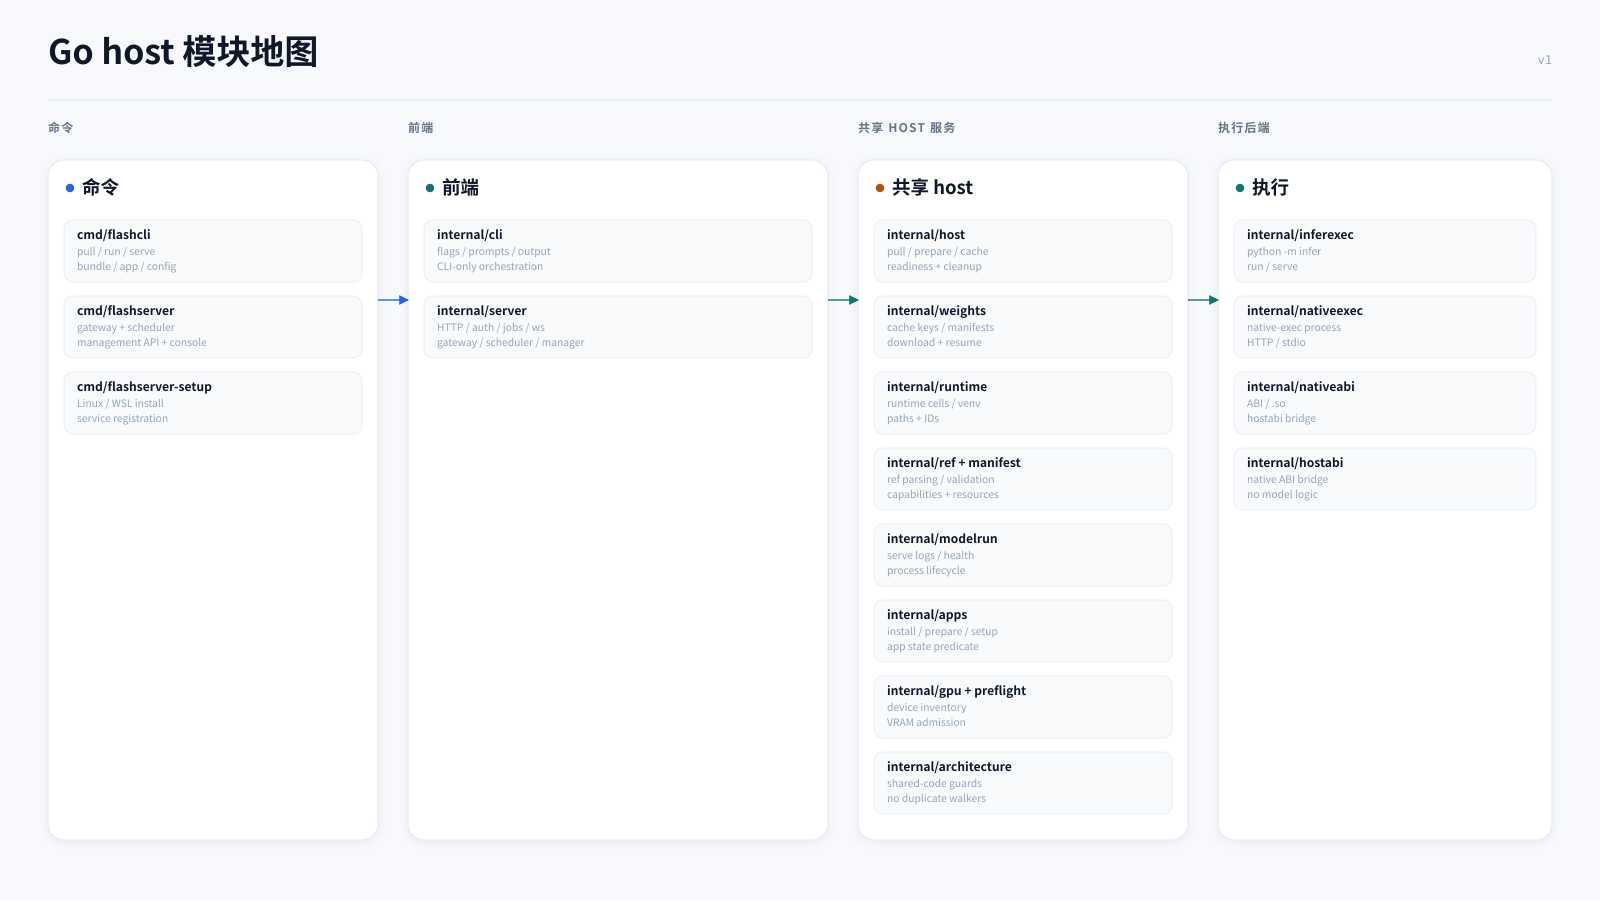 Go host 模块地图
v1
命令
前端
共享 HOST 服务
执行后端
命令
cmd/flashcli
pull / run / serve
bundle / app / config
cmd/flashserver
gateway + scheduler
management API + console
cmd/flashserver-setup
Linux / WSL install
service registration
前端
internal/cli
flags / prompts / output
CLI-only orchestration
internal/server
HTTP / auth / jobs / ws
gateway / scheduler / manager
共享 host
internal/host
pull / prepare / cache
readiness + cleanup
internal/weights
cache keys / manifests
download + resume
internal/runtime
runtime cells / venv
paths + IDs
internal/ref + manifest
ref parsing / validation
capabilities + resources
internal/modelrun
serve logs / health
process lifecycle
internal/apps
install / prepare / setup
app state predicate
internal/gpu + preflight
device inventory
VRAM admission
internal/architecture
shared-code guards
no duplicate walkers
执行
internal/inferexec
python -m infer
run / serve
internal/nativeexec
native-exec process
HTTP / stdio
internal/nativeabi
ABI / .so
hostabi bridge
internal/hostabi
native ABI bridge
no model logic